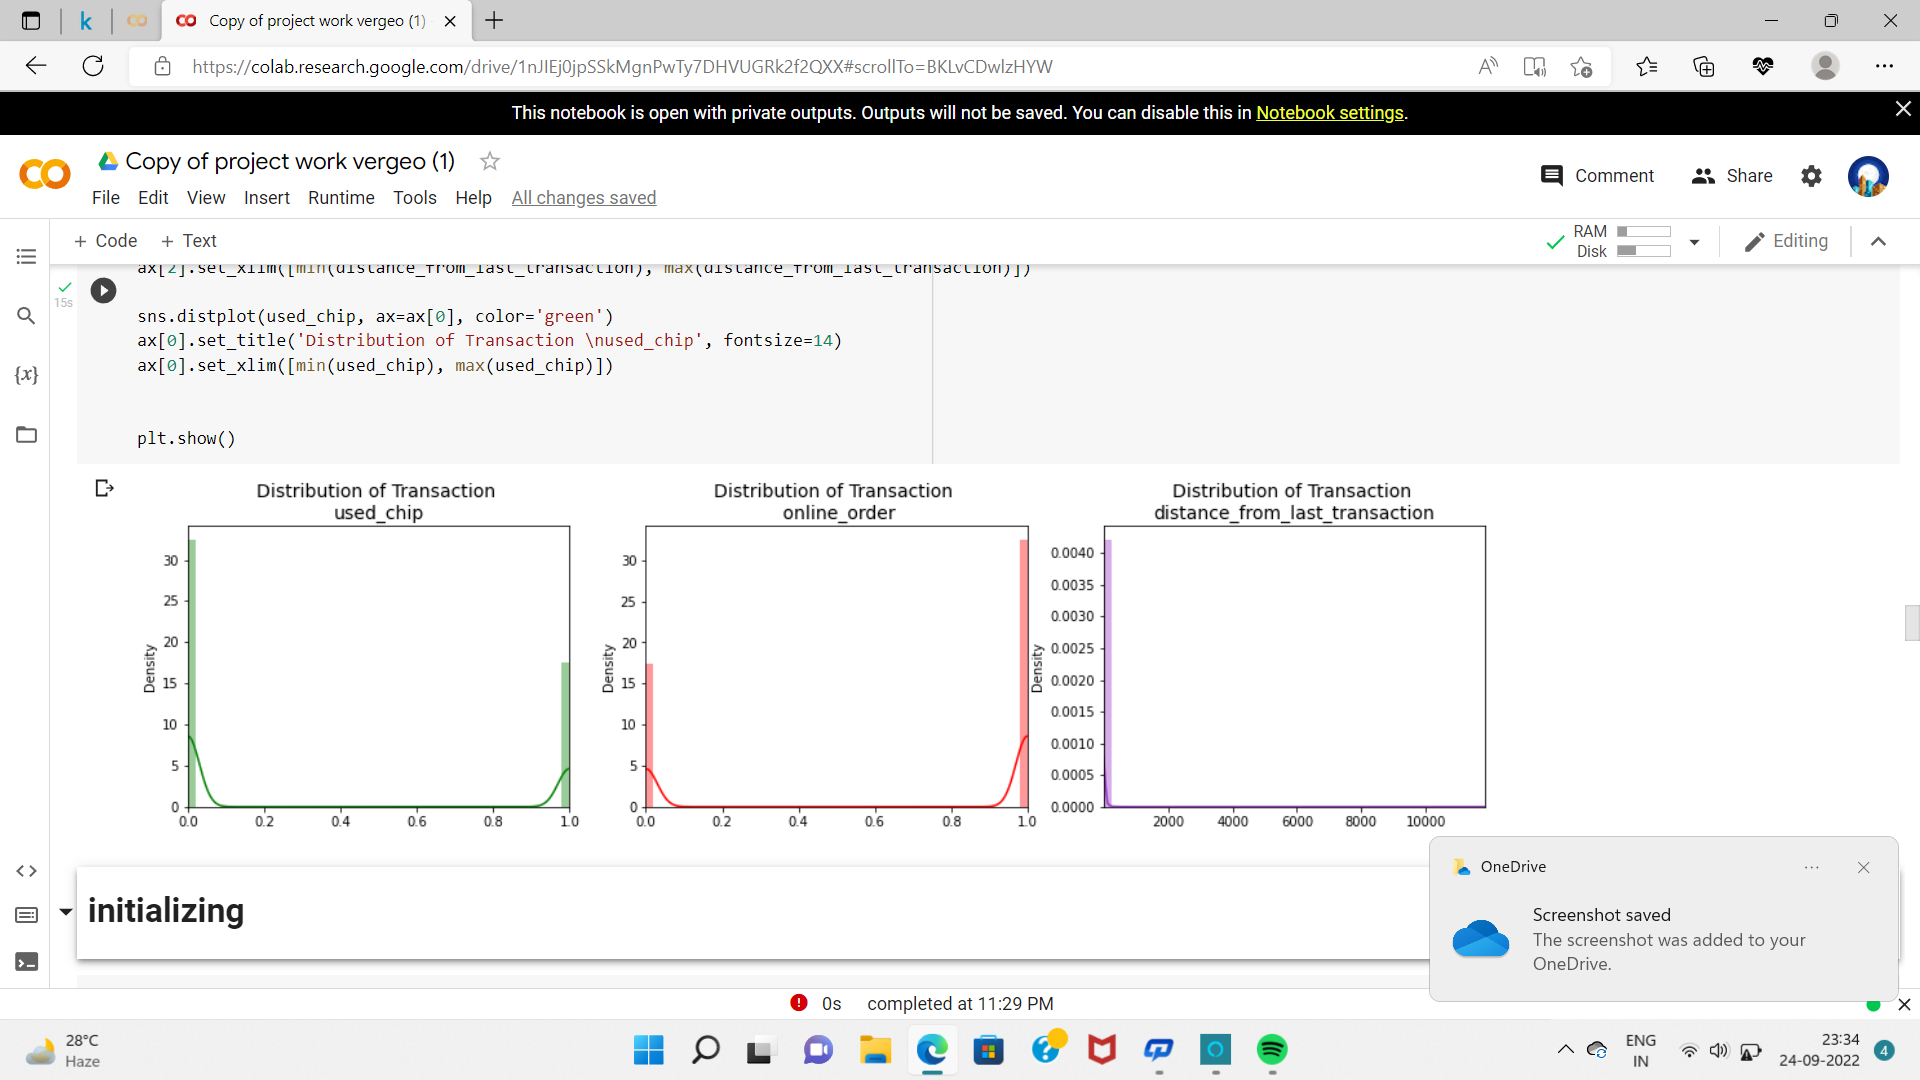 Copy of project work vergeo (1)
https://colab.research.google.com/drive/1nJIEj0jpSSkMgnPwTy7DHVUGRk2f2QXX#scrollTo=BKLvCDwlzHYW
This notebook is open with private outputs. Outputs will not be saved. You can disable this in Notebook settings.
Copy of project work vergeo (1)
File Edit View Insert Runtime Tools Help All changes saved
Comment Share
+ Code + Text
RAM
Disk
Editing
ax[2].set_xlim([min(distance_from_last_transaction), max(distance_from_last_transaction)])
15s
sns.distplot(used_chip, ax=ax[0], color='green')
ax[0].set_title('Distribution of Transaction \nused_chip', fontsize=14)
ax[0].set_xlim([min(used_chip), max(used_chip)])
plt.show()
{x}
Distribution of Transaction
used_chip
Density
30
25
20
15
10
5
0
0.0 0.2 0.4 0.6 0.8 1.0
Distribution of Transaction
online_order
Density
30
25
20
15
10
5
0
0.0 0.2 0.4 0.6 0.8 1.0
Distribution of Transaction
distance_from_last_transaction
Density
0.0040
0.0035
0.0030
0.0025
0.0020
0.0015
0.0010
0.0005
0.0000
2000 4000 6000 8000 10000
initializing
OneDrive
Screenshot saved
The screenshot was added to your
OneDrive.
0s completed at 11:29 PM
28°C
Haze
ENG
IN
23:34
24-09-2022
4